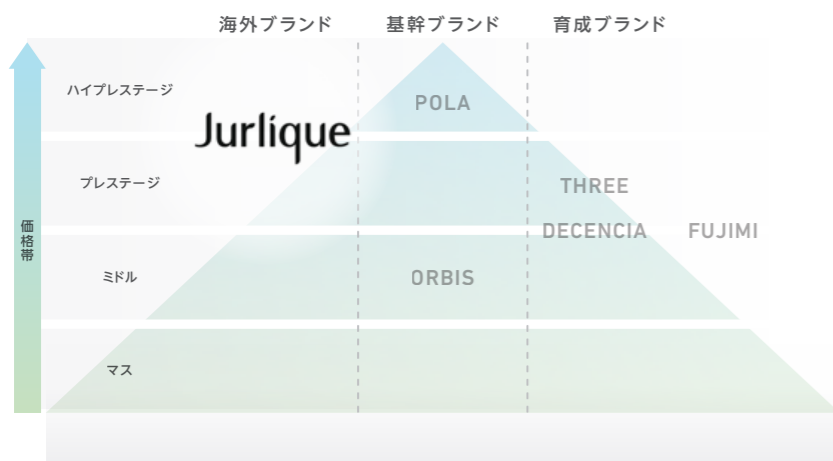 海外ブランド 基幹ブランド 育成ブランド
ハイプレステージ
POLA
Jurlique
プレステージ
THREE
DECENCIA FUJIMI
価格帯
ミドル
ORBIS
マス